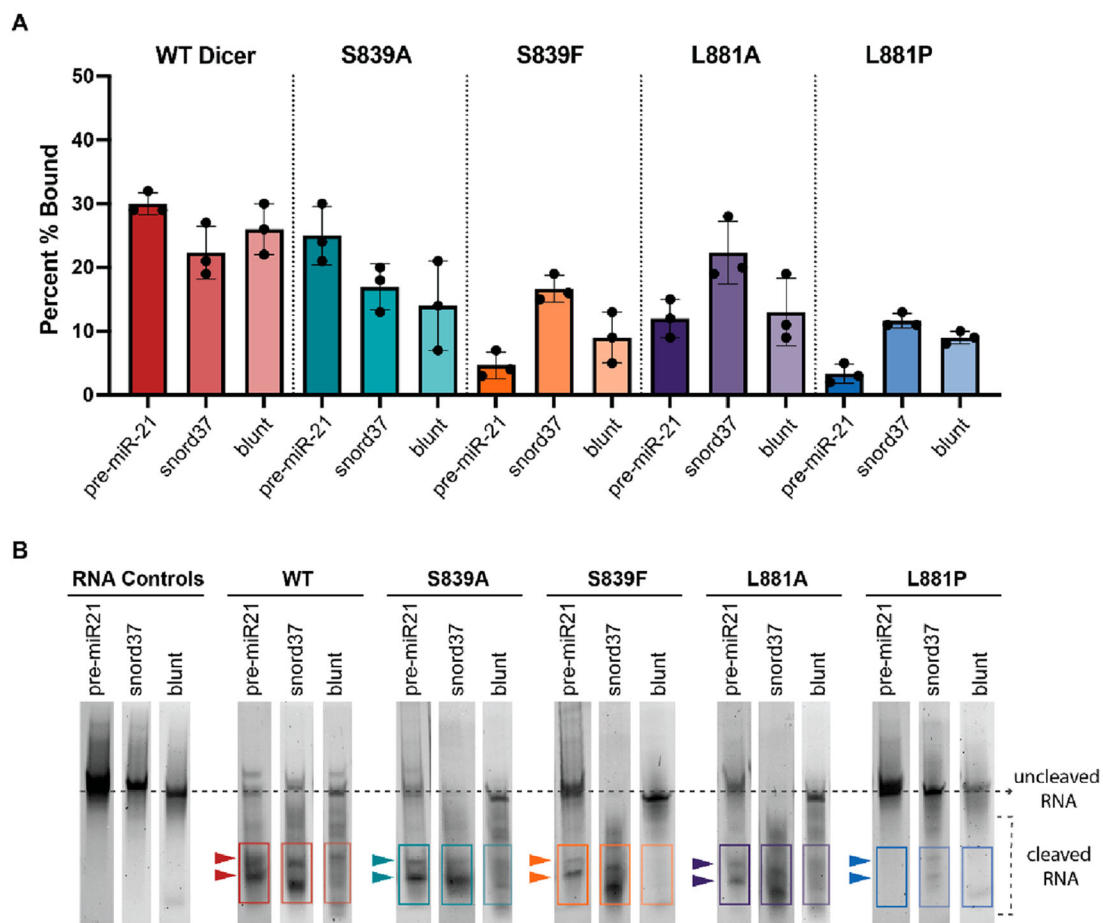 A
WT Dicer S839A S839F L881A L881P
Percent % Bound
50
40
30
20
10
0
pre-miR-21 snord37 blunt pre-miR-21 snord37 blunt pre-miR-21 snord37 blunt pre-miR-21 snord37 blunt pre-miR-21 snord37 blunt
B
RNA Controls WT S839A S839F L881A L881P
pre-miR21 snord37 blunt pre-miR21 snord37 blunt pre-miR21 snord37 blunt pre-miR21 snord37 blunt pre-miR21 snord37 blunt pre-miR21 snord37 blunt
uncleaved
RNA
cleaved
RNA